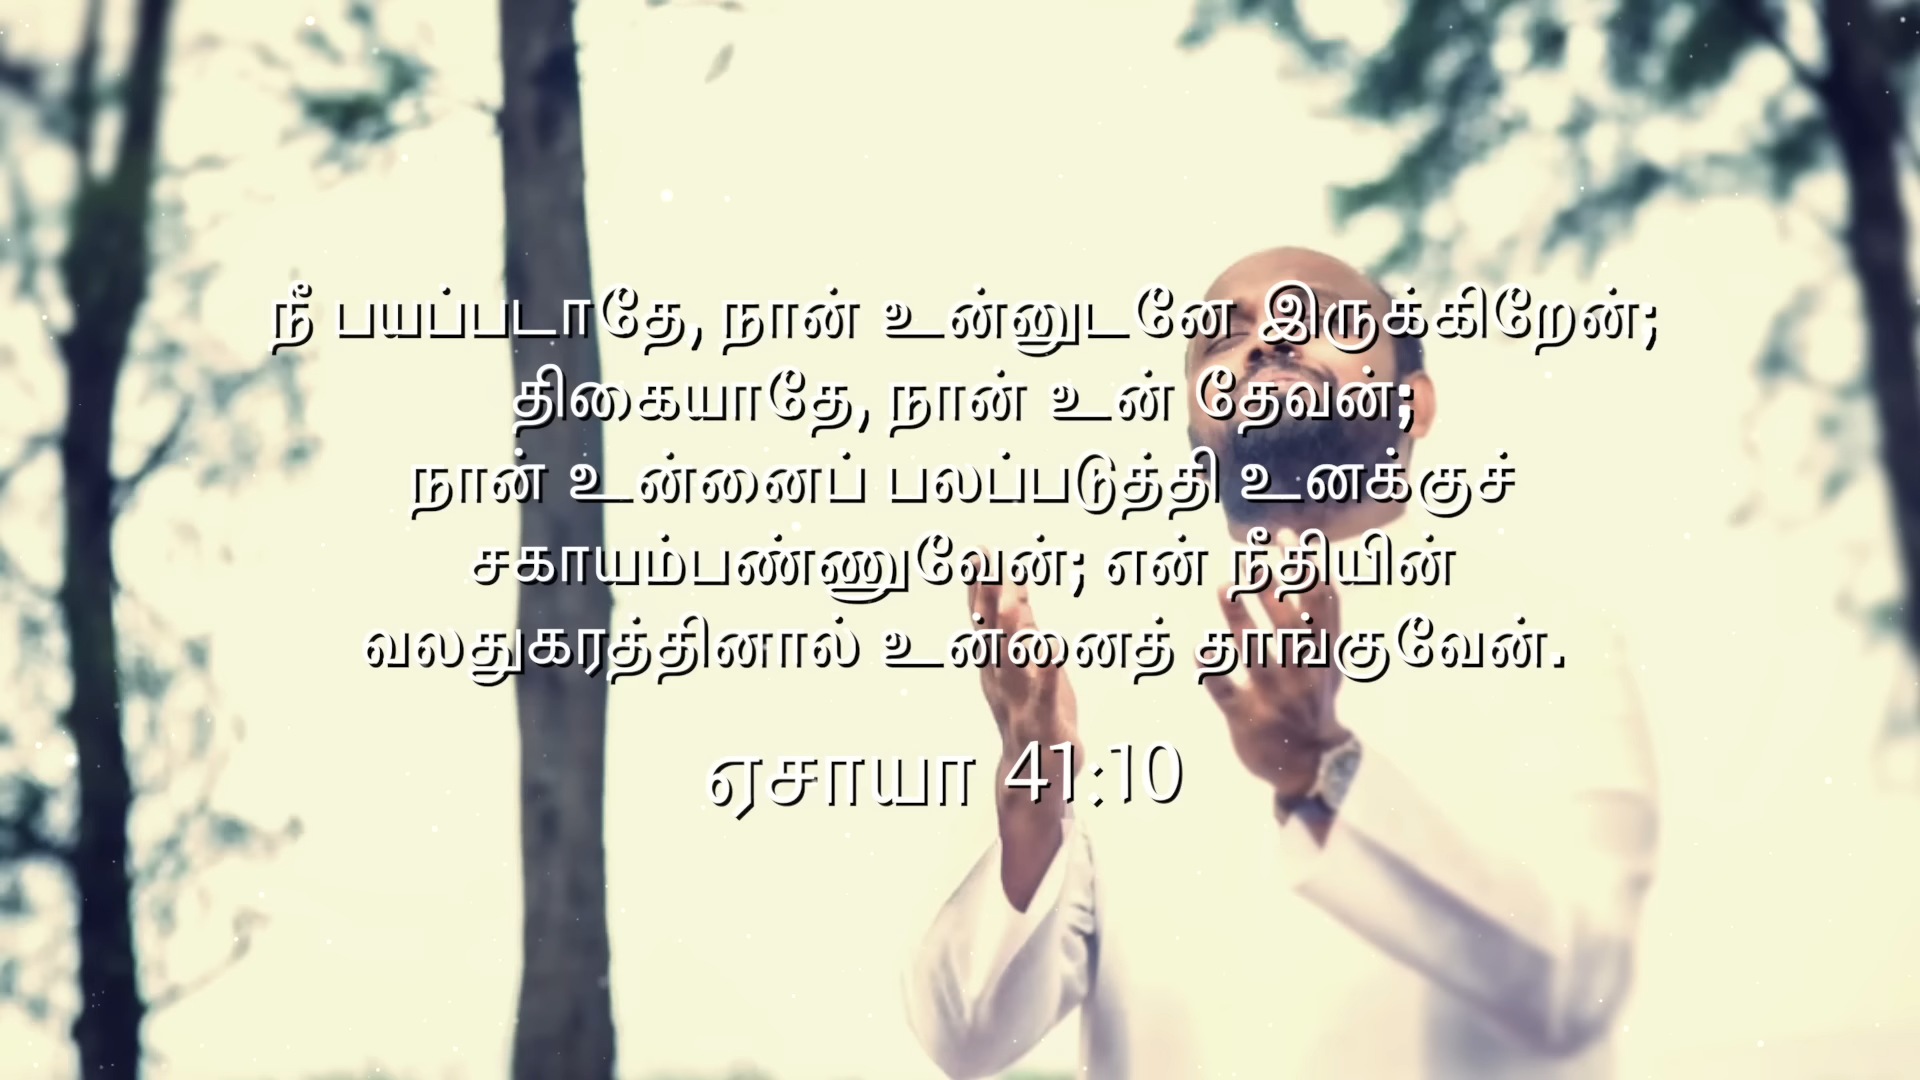 நீ பயப்படாதே, நான் உன்னுடனே இருக்கிறேன்;
திகையாதே, நான் உன் தேவன்;
நான் உன்னைப் பலப்படுத்தி உனக்குச்
சகாயம்பண்ணுவேன்; என் நீதியின்
வலதுகரத்தினால் உன்னைத் தாங்குவேன்.
ஏசாயா 41:10